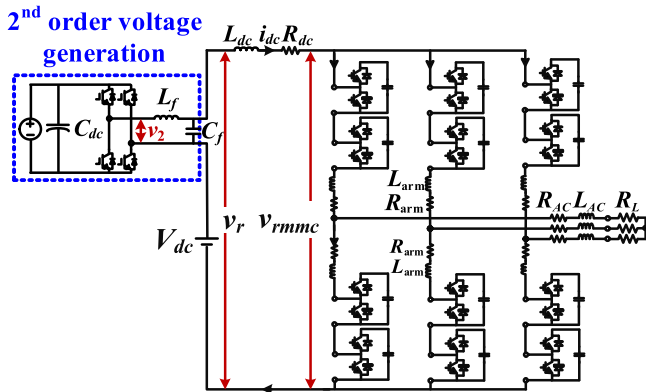 2nd order voltage
generation
Ldc idc Rdc
Lf
Cdc
v2
Cf
Vdc
vr
vrmmc
Larm
Rarm
RAC LAC RL
Rarm
Larm